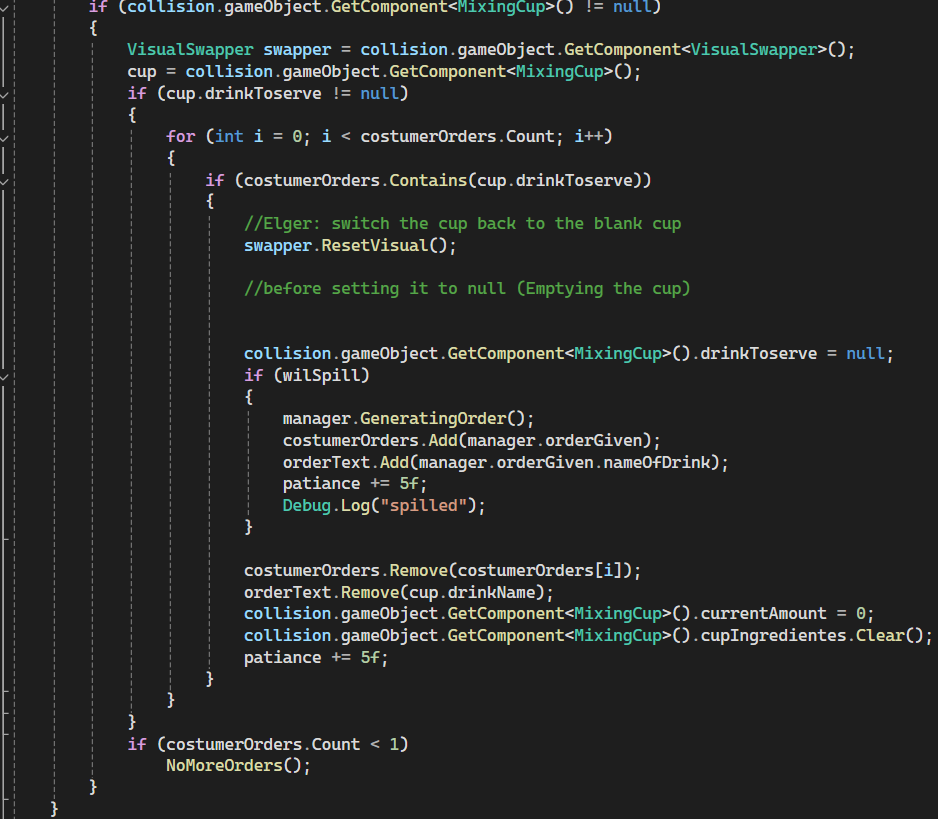 if (collision.gameObject.GetComponent<MixingCup>() != null)
{
VisualSwapper swapper = collision.gameObject.GetComponent<VisualSwapper>();
cup = collision.gameObject.GetComponent<MixingCup>();
if (cup.drinkToserve != null)
{
for (int i = 0; i < costumerOrders.Count; i++)
{
if (costumerOrders.Contains(cup.drinkToserve))
{
//Elger: switch the cup back to the blank cup
swapper.ResetVisual();
//before setting it to null (Emptying the cup)
collision.gameObject.GetComponent<MixingCup>().drinkToserve = null;
if (wilSpill)
{
manager.GeneratingOrder();
costumerOrders.Add(manager.orderGiven);
orderText.Add(manager.orderGiven.nameOfDrink);
patiance += 5f;
Debug.Log("spilled");
}
costumerOrders.Remove(costumerOrders[i]);
orderText.Remove(cup.drinkName);
collision.gameObject.GetComponent<MixingCup>().currentAmount = 0;
collision.gameObject.GetComponent<MixingCup>().cupIngredientes.Clear();
patiance += 5f;
}
}
}
if (costumerOrders.Count < 1)
NoMoreOrders();
}
}